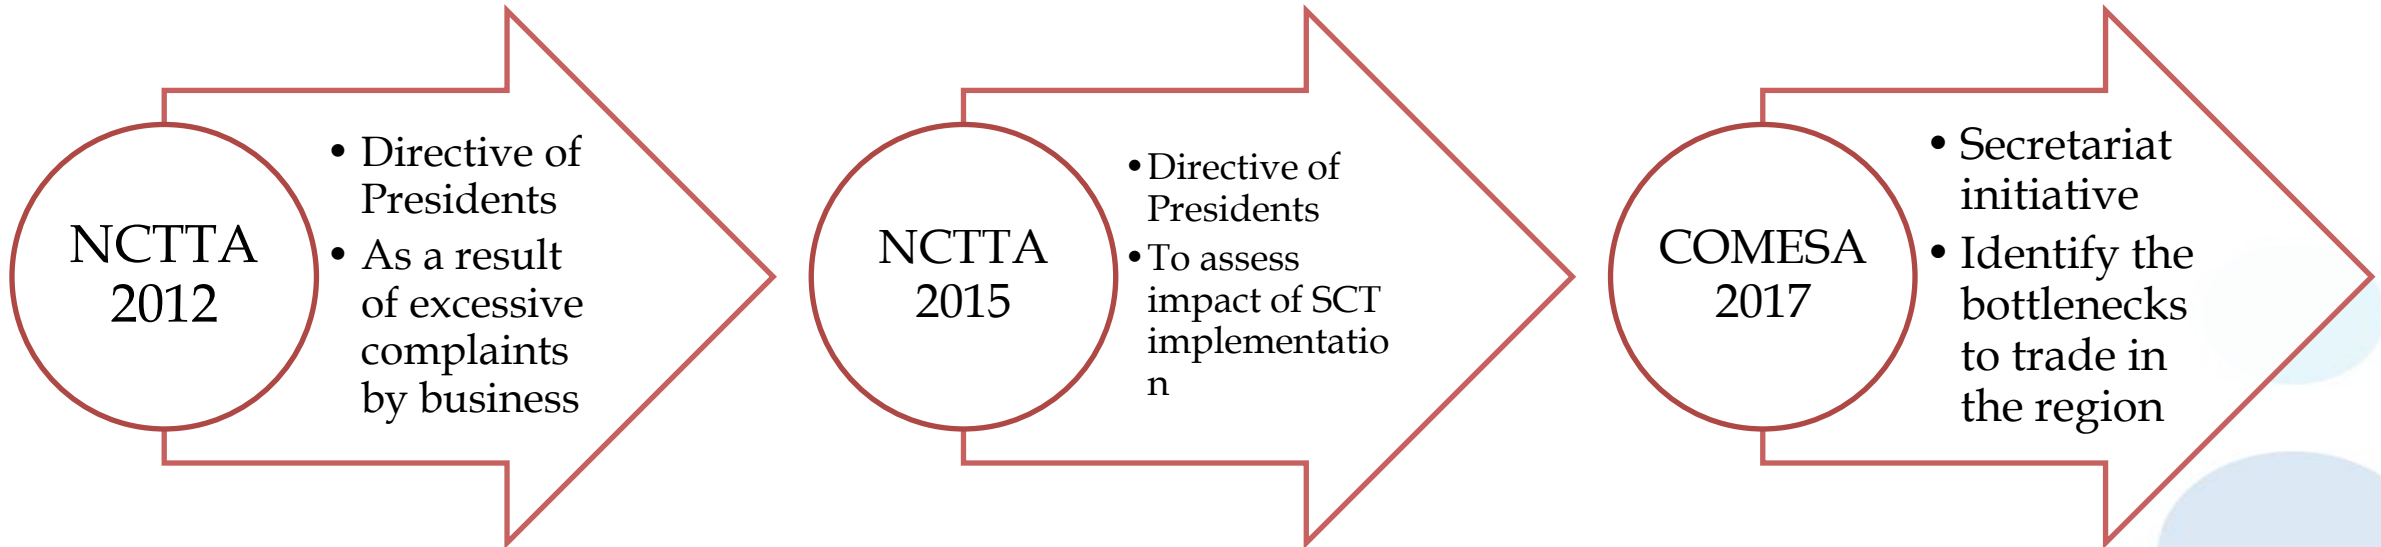 NCTTA
2012
• Directive of
Presidents
• As a result
of excessive
complaints
by business
NCTTA
2015
• Directive of
Presidents
• To assess
impact of SCT
implementatio
n
COMESA
2017
• Secretariat
initiative
• Identify the
bottlenecks
to trade in
the region